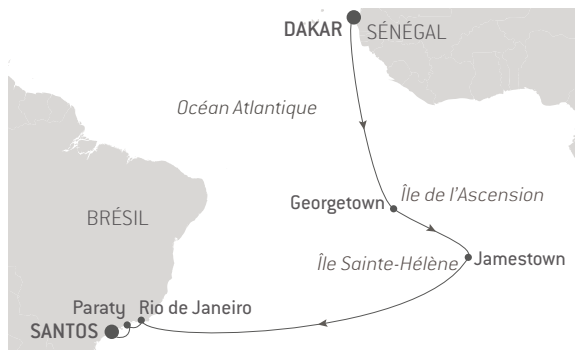 DAKAR
SÉNÉGAL
Océan Atlantique
Île de l'Ascension
Georgetown
BRÉSIL
Île Sainte-Hélène
Jamestown
Paraty
Rio de Janeiro
SANTOS